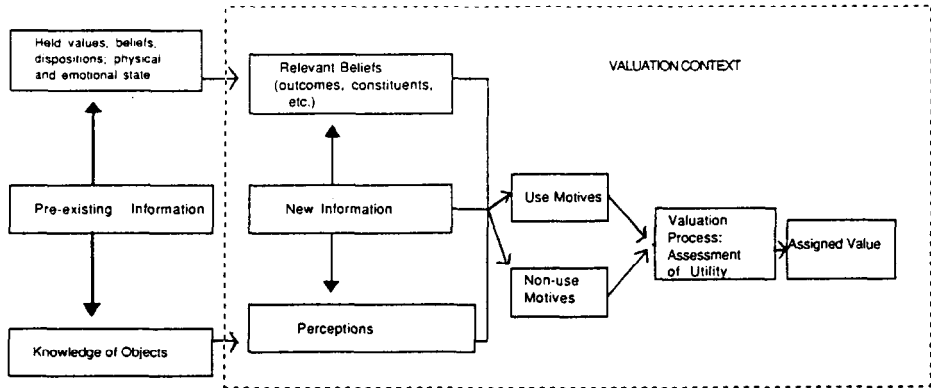 Held values, beliefs,
dispositions; physical
and emotional state
Relevant Beliefs
(outcomes, constituents,
etc.)
VALUATION CONTEXT
Pre-existing Information
New Information
Use Motives
Valuation
Process:
Assessment
of Utility
Assigned Value
Non-use
Motives
Perceptions
Knowledge of Objects